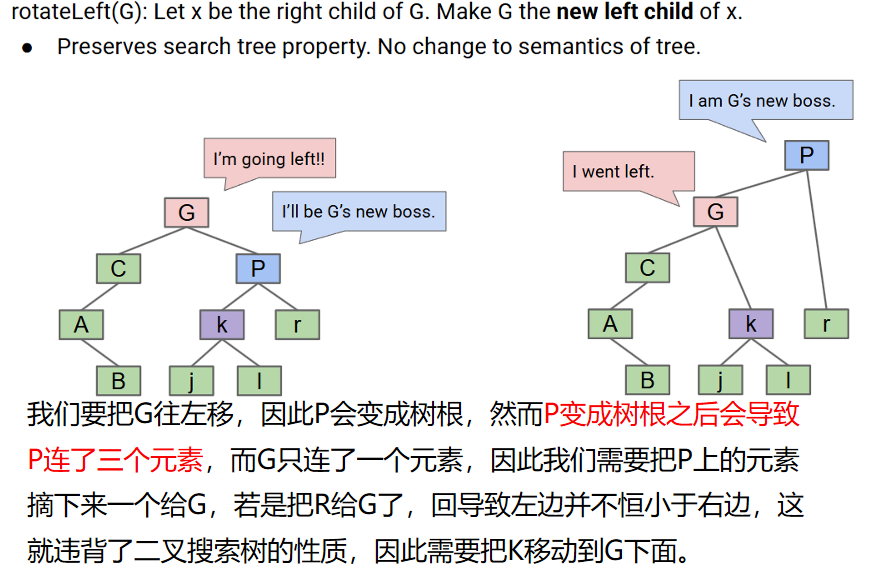 rotateLeft(G): Let x be the right child of G. Make G the new left child of x.
● Preserves search tree property. No change to semantics of tree.
I'm going left!!
I'll be G's new boss.
G
C
P
A
k
r
B
j
l
I am G's new boss.
I went left.
P
G
C
A
k
r
B
j
l
我们要把G往左移，因此P会变成树根，然而P变成树根之后会导致
P连了三个元素，而G只连了一个元素，因此我们需要把P上的元素
摘下来一个给G，若是把R给G了，回导致左边并不恒小于右边，这
就违背了二叉搜索树的性质，因此需要把K移动到G下面。